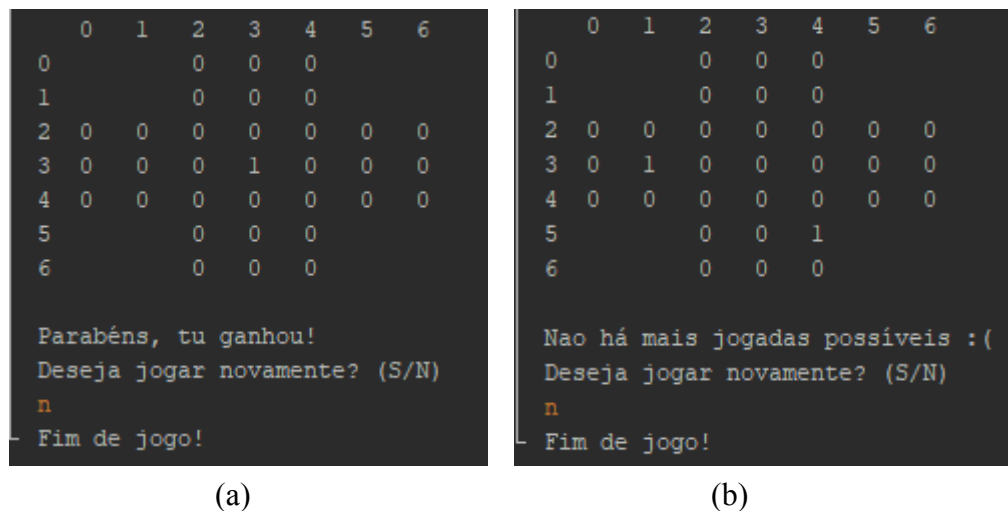 0 1 2 3 4 5 6
0 0 0 0
1 0 0 0
2 0 0 0 0 0 0 0
3 0 0 0 1 0 0 0
4 0 0 0 0 0 0 0
5 0 0 0
6 0 0 0
Parabéns, tu ganhou!
Deseja jogar novamente? (S/N)
n
Fim de jogo!
(a)
0 1 2 3 4 5 6
0 0 0 0
1 0 0 0
2 0 0 0 0 0 0 0
3 0 1 0 0 0 0 0
4 0 0 0 0 0 0 0
5 0 0 1
6 0 0 0
Nao há mais jogadas possíveis :(
Deseja jogar novamente? (S/N)
n
Fim de jogo!
(b)